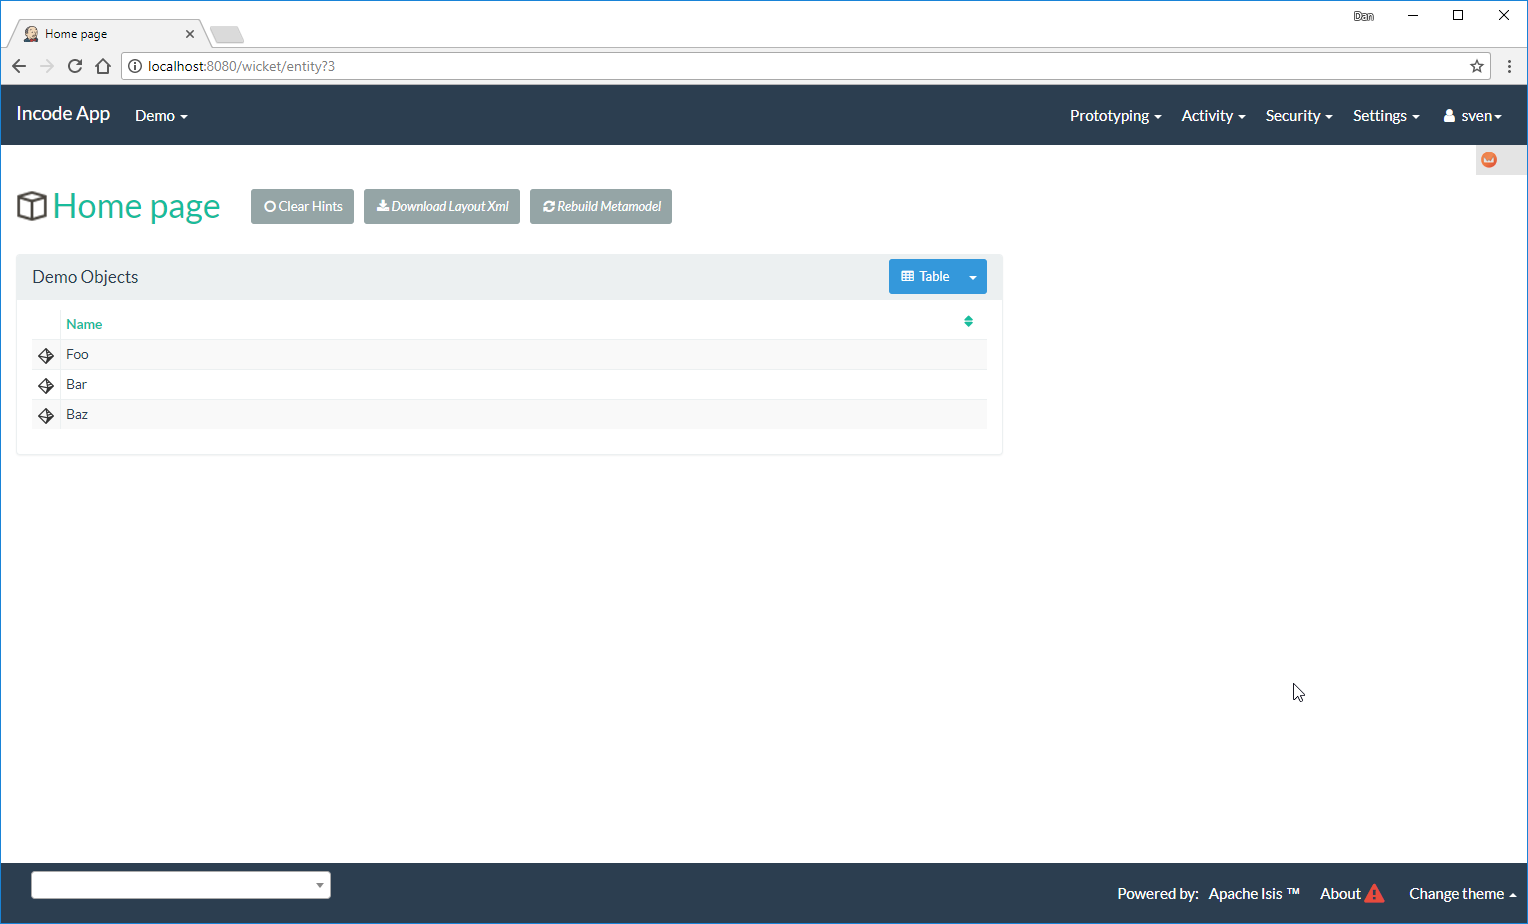 Dan
Home page
localhost:8080/wicket/entity?3
Incode App Demo Prototyping Activity Security Settings sven
Home page Clear Hints Download Layout Xml Rebuild Metamodel
Demo Objects Table
Name
Foo
Bar
Baz
Powered by: Apache Isis ™ About Change theme